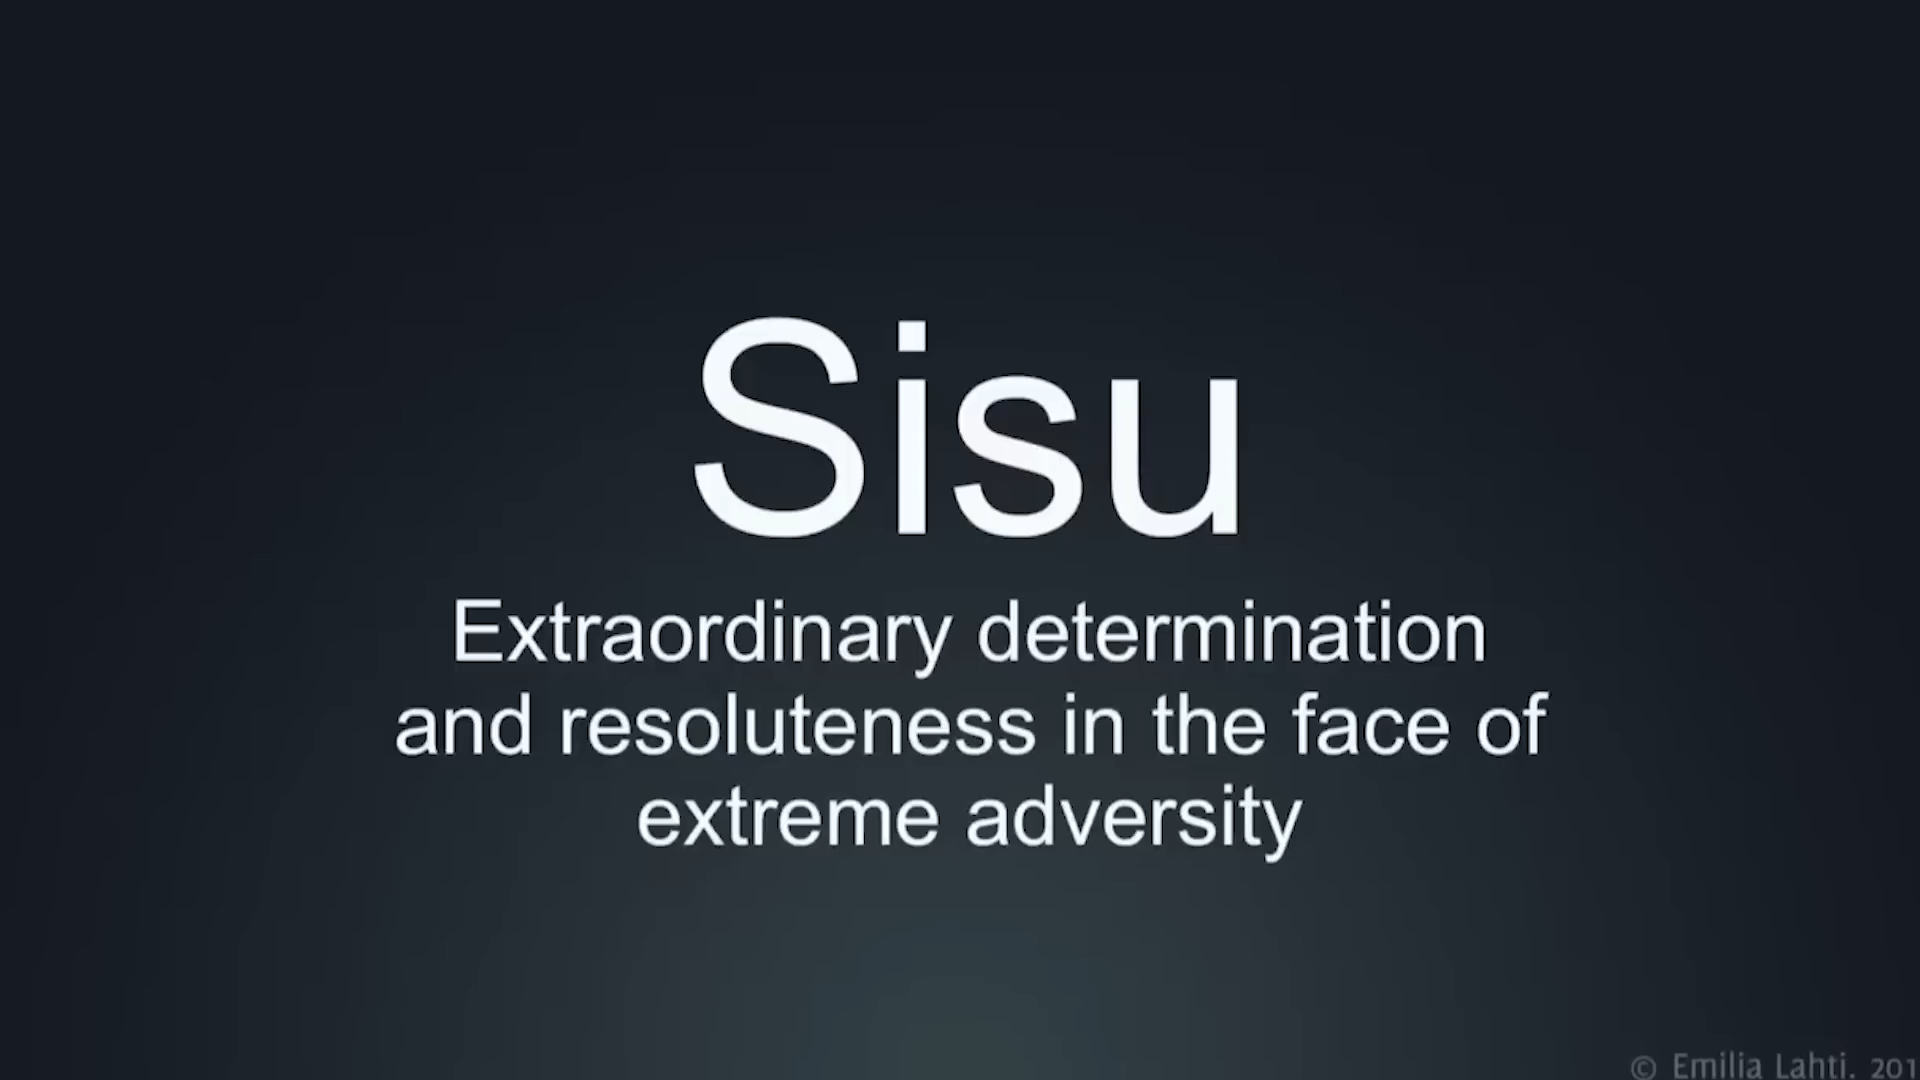 Sisu
Extraordinary determination
and resoluteness in the face of
extreme adversity
© Emilia Lahti. 201